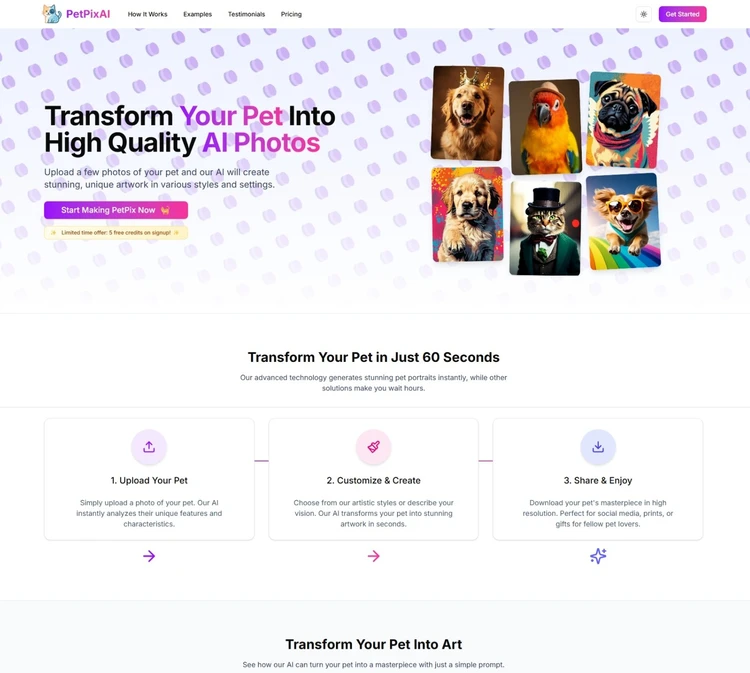 PetPixAI
How It Works
Examples
Testimonials
Pricing
Get Started
Transform Your Pet Into
High Quality AI Photos
Upload a few photos of your pet and our AI will create
stunning, unique artwork in various styles and settings.
Start Making PetPix Now
Limited time offer: 5 free credits on signup!
Transform Your Pet in Just 60 Seconds
Our advanced technology generates stunning pet portraits instantly, while other
solutions make you wait hours.
1. Upload Your Pet
Simply upload a photo of your pet. Our AI
instantly analyzes their unique features and
characteristics.
2. Customize & Create
Choose from our artistic styles or describe your
vision. Our AI transforms your pet into stunning
artwork in seconds.
3. Share & Enjoy
Download your pet's masterpiece in high
resolution. Perfect for social media, prints, or
gifts for fellow pet lovers.
Transform Your Pet Into Art
See how our AI can turn your pet into a masterpiece with just a simple prompt.